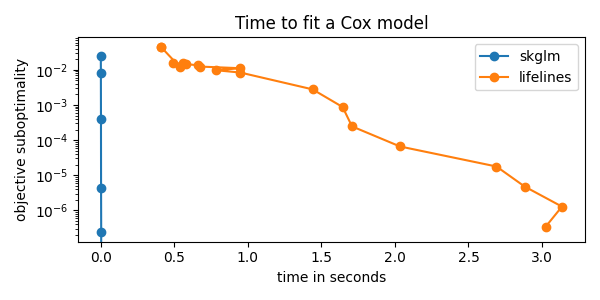 Time to fit a Cox model
skglm
lifelines
objective suboptimality
10⁻²
10⁻³
10⁻⁴
10⁻⁵
10⁻⁶
0.0 0.5 1.0 1.5 2.0 2.5 3.0
time in seconds